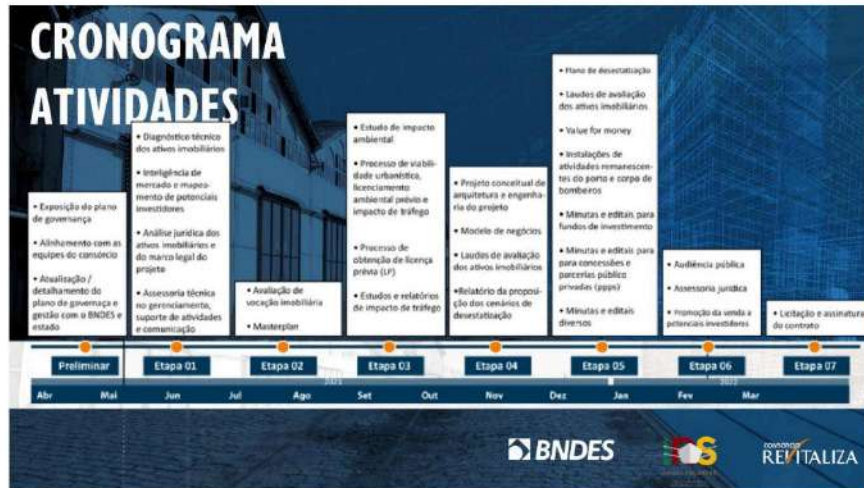 CRONOGRAMA
ATIVIDADES
• Exposição do plano
de governança
• Alinhamento com as
equipes do consórcio
• Atualização /
detalhamento do
plano de governaça e
gestão com o BNDES e
estado
• Diagnóstico técnico
dos ativos imobiliários
• Inteligência de
mercado e mapea-
mento de potenciais
investidores
• Análise jurídica dos
ativos imobiliários e
do marco legal do
projeto
• Assessoria técnica
no gerenciamento,
suporte de atividades
e comunicação
• Avaliação de
vocação imobiliária
• Masterplan
• Estudo de impacto
ambiental
• Processo de viabili-
dade urbanística,
licenciamento
ambiental prévio e
impacto de tráfego
• Processo de
obtenção de licença
prévia (LP)
• Estudos e relatórios
de impacto de tráfego
• Projeto conceitual de
arquitetura e engenha-
ria do projeto
• Modelo de negócios
• Laudos de avaliação
dos ativos imobiliários
•Relatório da proposi-
ção dos cenários de
desestatização
• Plano de desestatização
• Laudos de avaliação
dos ativos imobiliários
• Value for money
• Instalações de
atividades remanescen-
tes do porto e corpo de
bombeiros
• Minutas e editais para
fundos de investimento
• Minutas e editais para
para concessões e
parcerias público
privadas (ppps)
• Minutas e editais
diversos
• Audiência pública
• Assessoria jurídica
• Promoção da venda a
potenciais investidores
• Licitação e assinatura
do contrato
Preliminar Etapa 01 Etapa 02 Etapa 03 Etapa 04 Etapa 05 Etapa 06 Etapa 07
2021 2022
Abr Mai Jun Jul Ago Set Out Nov Dez Jan Fev Mar
BNDES
CONSÓRCIO
REVITALIZA